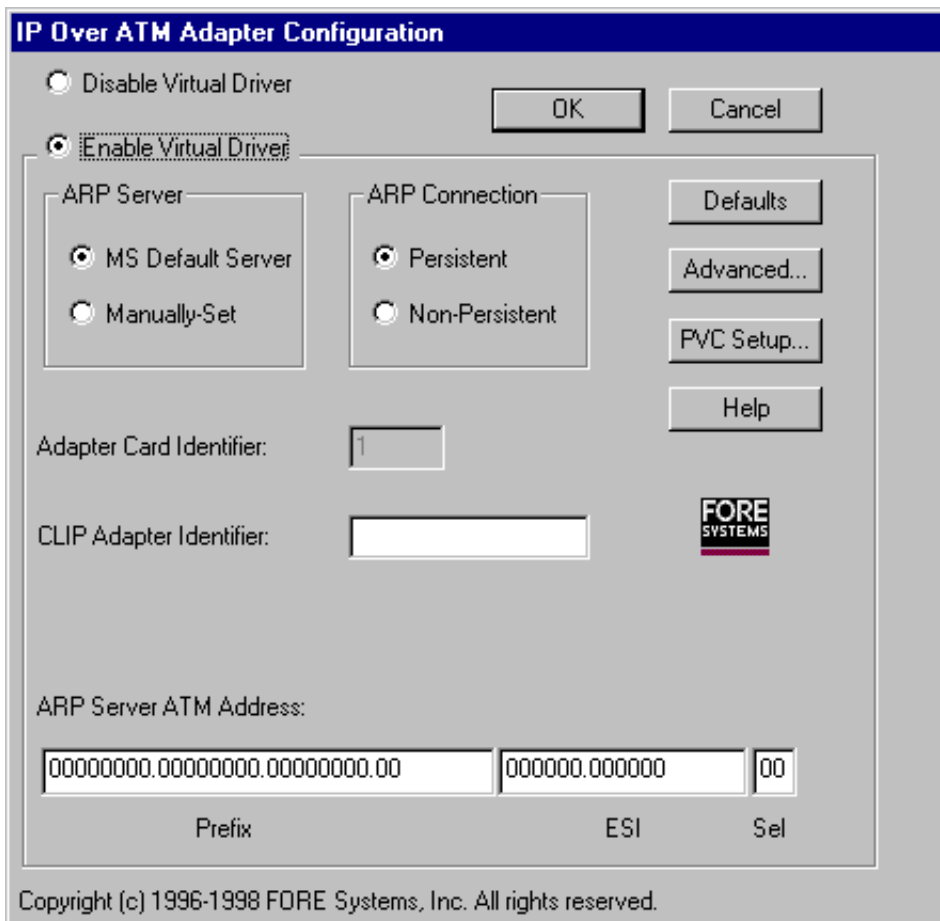 IP Over ATM Adapter Configuration
Disable Virtual Driver
OK
Cancel
Enable Virtual Driver
ARP Server
MS Default Server
Manually-Set
ARP Connection
Persistent
Non-Persistent
Defaults
Advanced...
PVC Setup...
Help
Adapter Card Identifier:
1
CLIP Adapter Identifier:
FORE
SYSTEMS
ARP Server ATM Address:
00000000.00000000.00000000.00
000000.000000
00
Prefix
ESI
Sel
Copyright (c) 1996-1998 FORE Systems, Inc. All rights reserved.